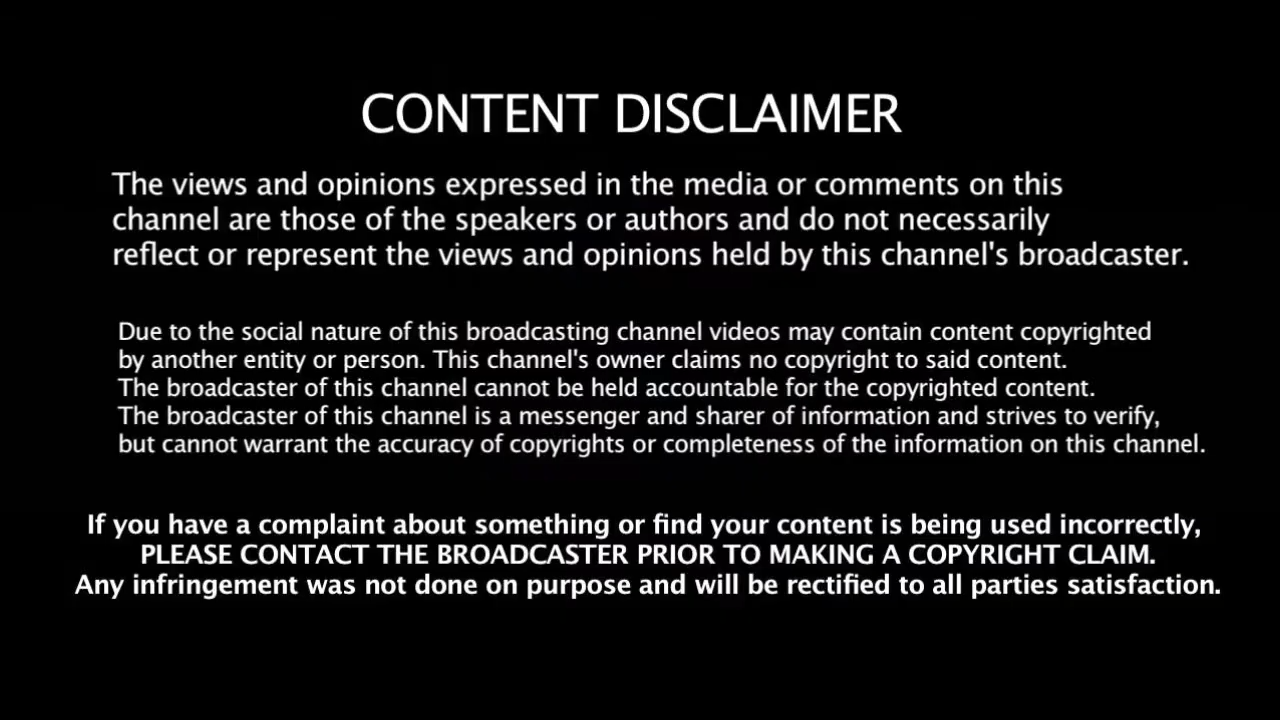 CONTENT DISCLAIMER
The views and opinions expressed in the media or comments on this
channel are those of the speakers or authors and do not necessarily
reflect or represent the views and opinions held by this channel's broadcaster.
Due to the social nature of this broadcasting channel videos may contain content copyrighted
by another entity or person. This channel's owner claims no copyright to said content.
The broadcaster of this channel cannot be held accountable for the copyrighted content.
The broadcaster of this channel is a messenger and sharer of information and strives to verify,
but cannot warrant the accuracy of copyrights or completeness of the information on this channel.
If you have a complaint about something or find your content is being used incorrectly,
PLEASE CONTACT THE BROADCASTER PRIOR TO MAKING A COPYRIGHT CLAIM.
Any infringement was not done on purpose and will be rectified to all parties satisfaction.